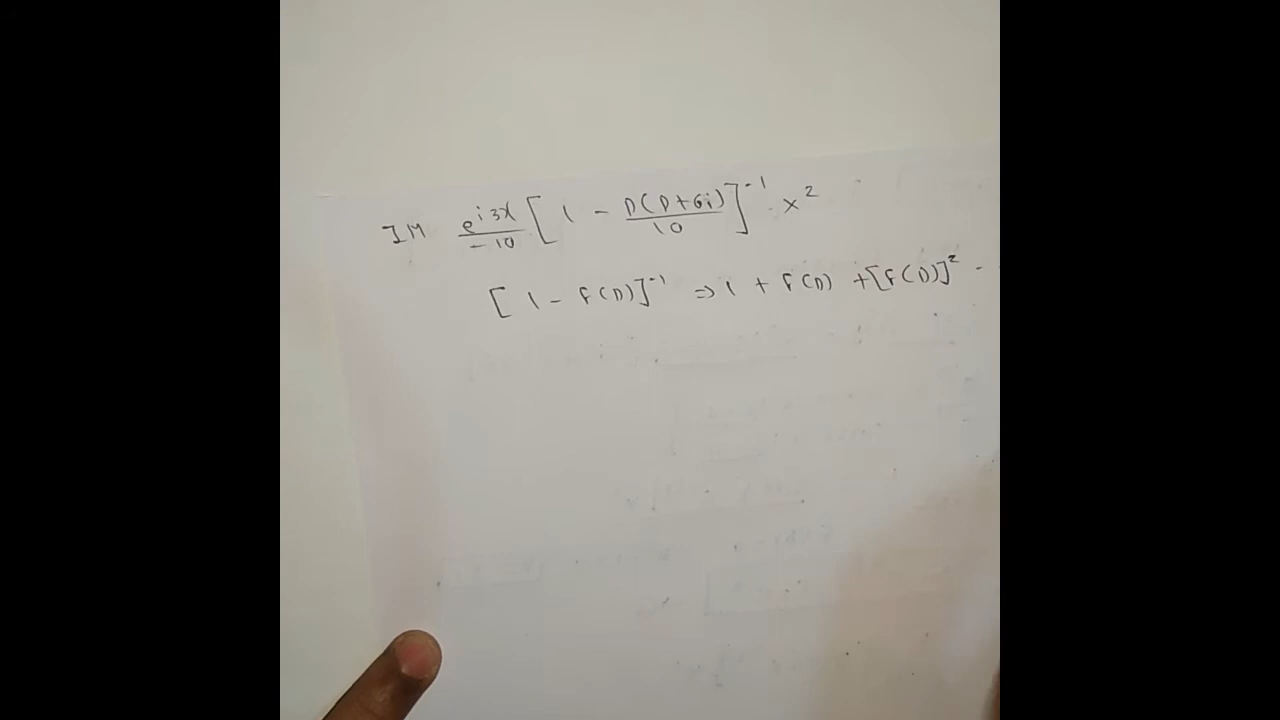 IM e^{i3x}/-10 [1 - D(D+6i)/10]^{-1} x^2
[1 - f(D)]^{-1} ⇒ 1 + f(D) + [f(D)]^2 -